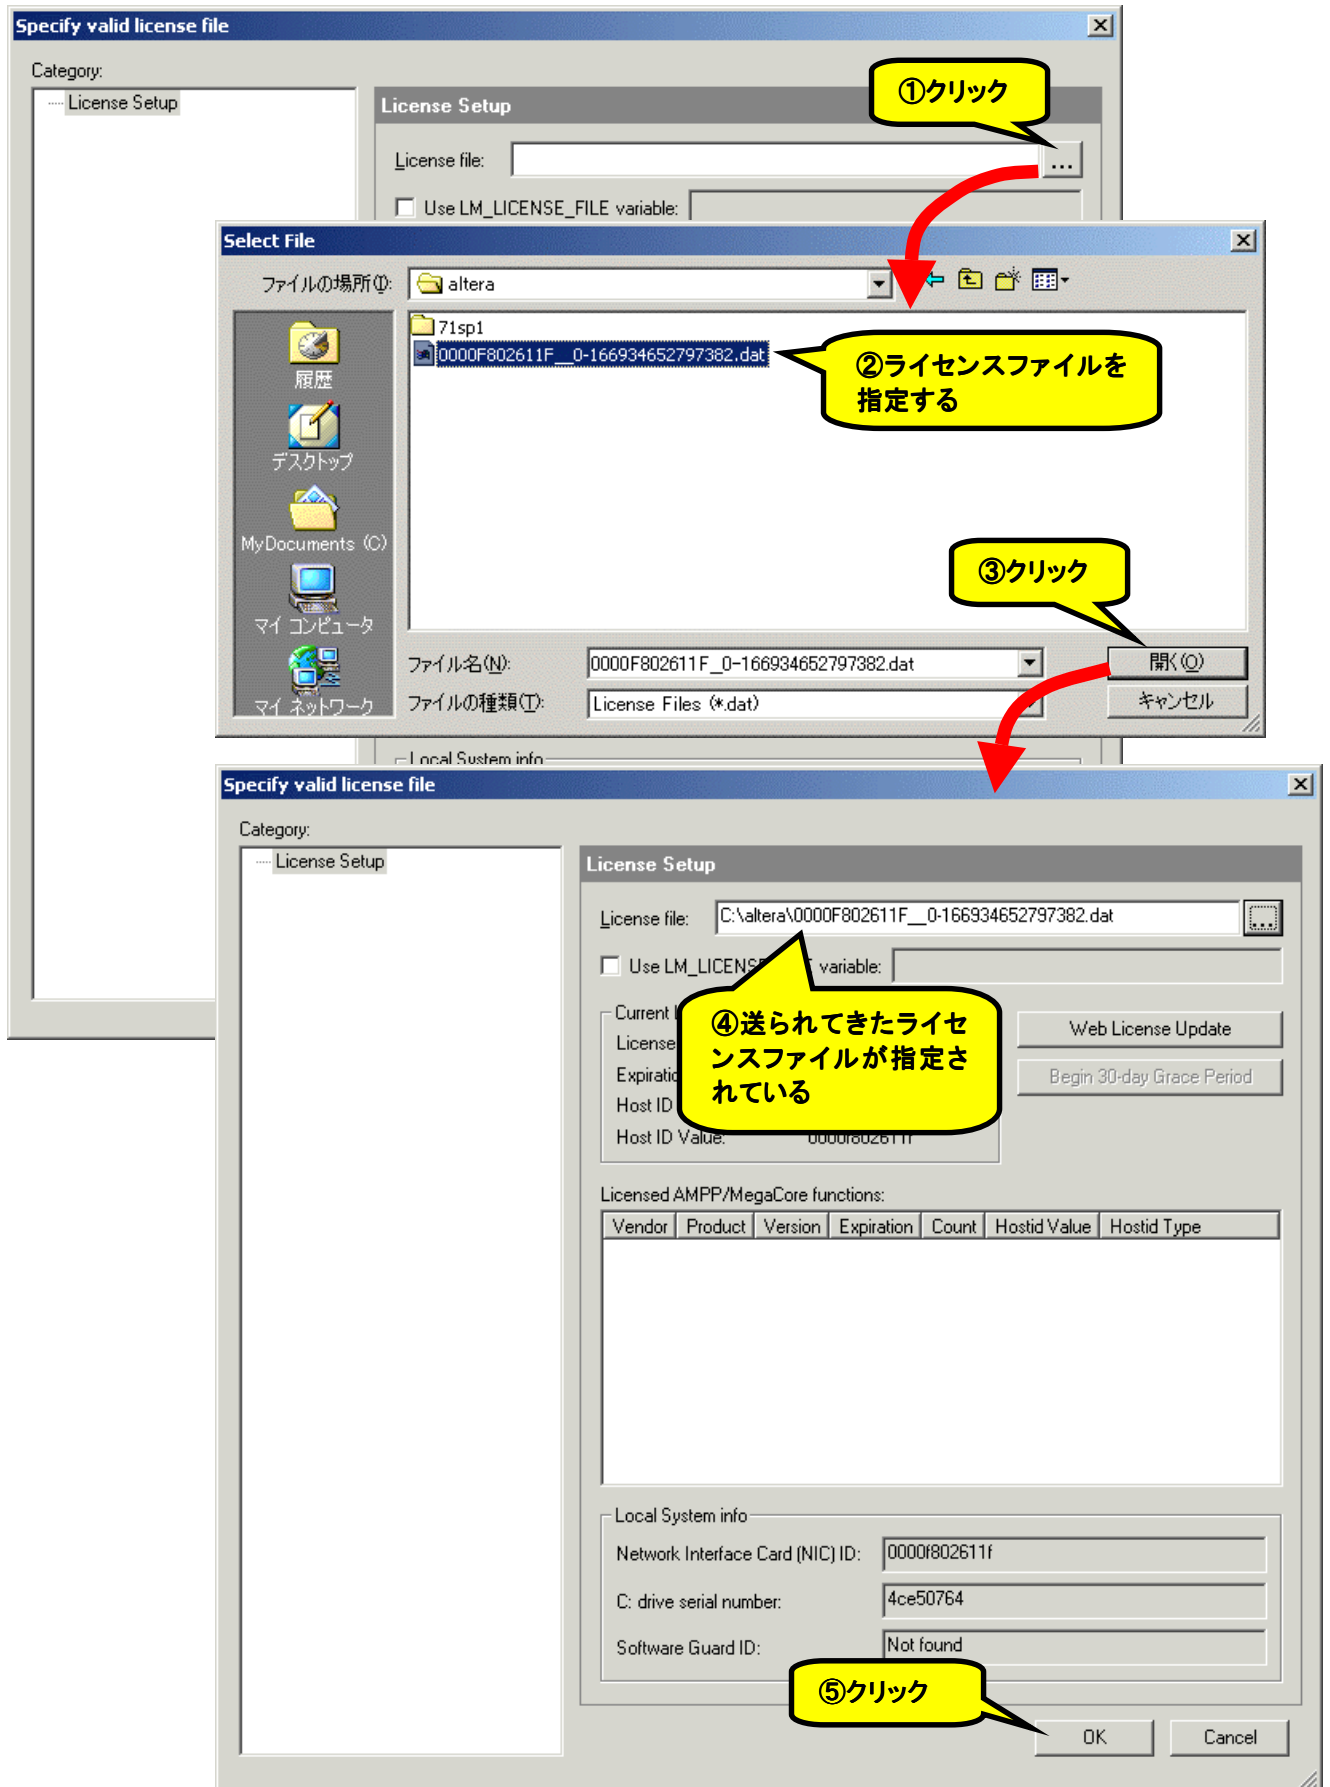 Specify valid license file
Category:
License Setup
License Setup
①クリック
License file:
...
Use LM_LICENSE_FILE variable:
Select File
ファイルの場所(I):
altera
71sp1
0000F802611F__0-166934652797382.dat
②ライセンスファイルを
指定する
履歴
デスクトップ
MyDocuments (C)
マイ コンピュータ
マイ ネットワーク
③クリック
ファイル名(N):
0000F802611F__0-166934652797382.dat
開く(O)
ファイルの種類(T):
License Files (*.dat)
キャンセル
Local System info
Specify valid license file
Category:
License Setup
License Setup
License file:
C:\altera\0000F802611F__0-166934652797382.dat
...
Use LM_LICENS
variable:
④送られてきたライセ
ンスファイルが指定さ
れている
Current
License
Host ID
Host ID Value:
0000f802611f
Web License Update
Begin 30-day Grace Period
Licensed AMPP/MegaCore functions:
Vendor Product Version Expiration Count Hostid Value Hostid Type
Local System info
Network Interface Card (NIC) ID:
0000f802611f
C: drive serial number:
4ce50764
Software Guard ID:
Not found
⑤クリック
OK
Cancel